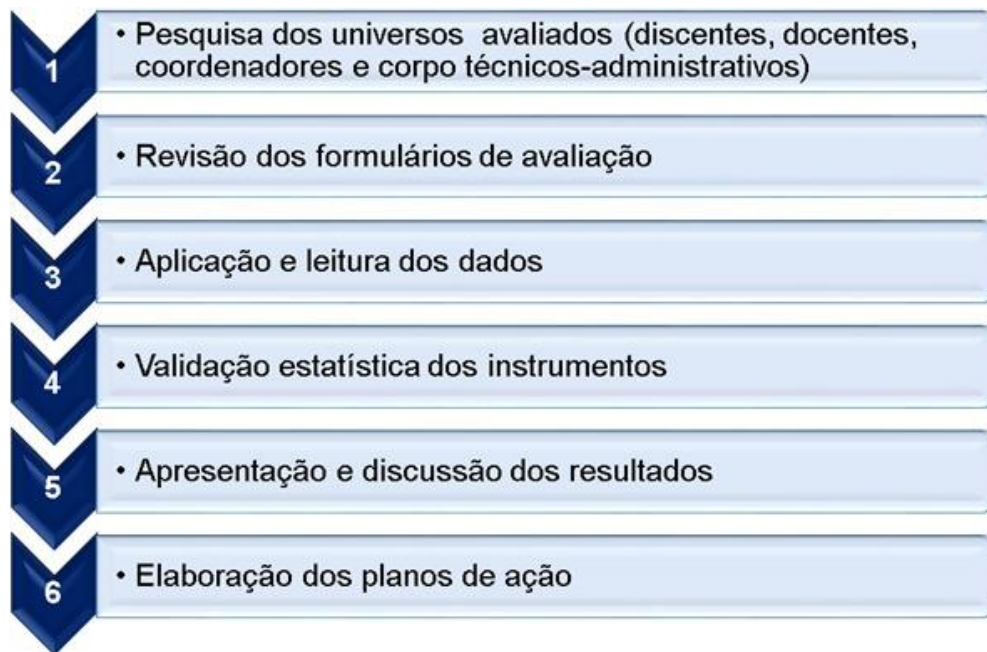 1
• Pesquisa dos universos avaliados (discentes, docentes,
coordenadores e corpo técnicos-administrativos)
2
• Revisão dos formulários de avaliação
3
• Aplicação e leitura dos dados
4
• Validação estatística dos instrumentos
5
• Apresentação e discussão dos resultados
6
• Elaboração dos planos de ação